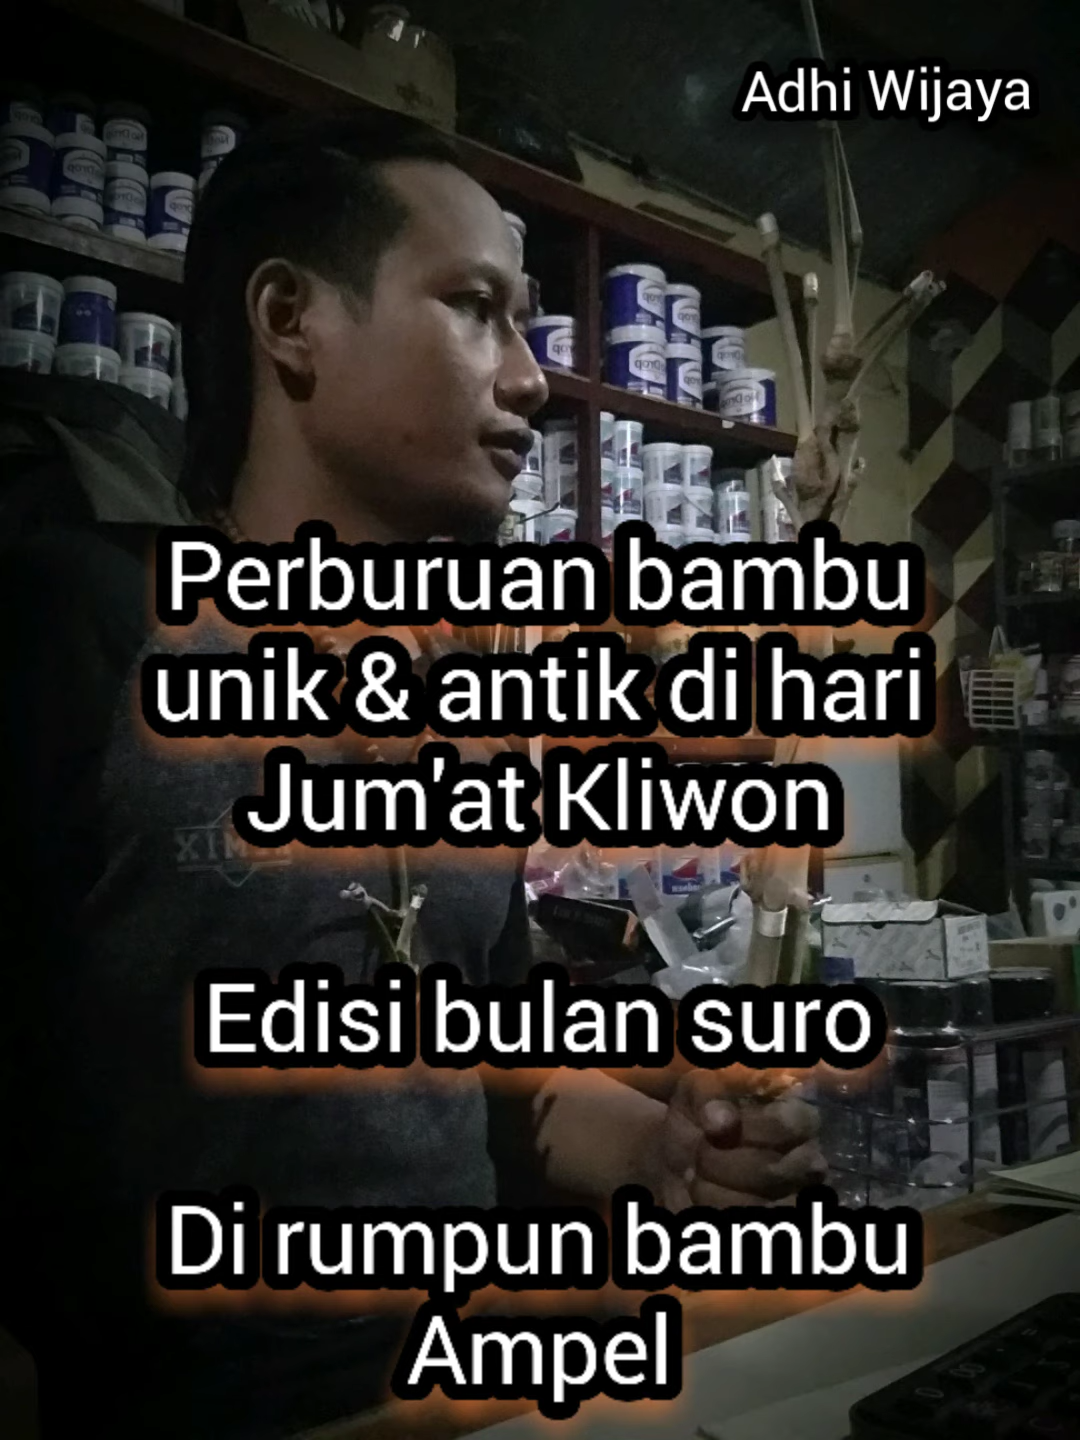 Adhi Wijaya
Perburuan bambu
unik & antik di hari
Jum'at Kliwon
Edisi bulan suro
Di rumpun bambu
Ampel